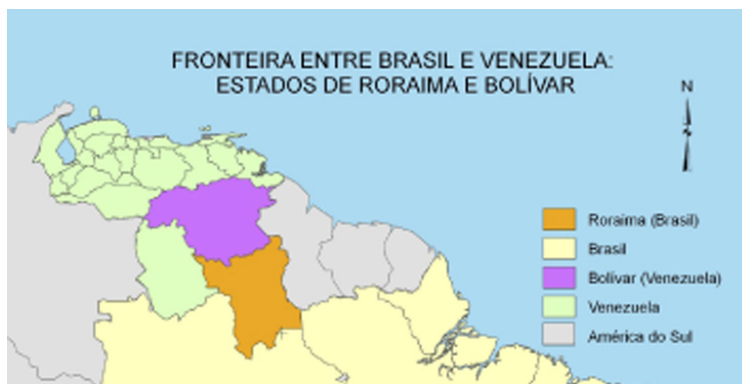 FRONTEIRA ENTRE BRASIL E VENEZUELA:
ESTADOS DE RORAIMA E BOLÍVAR
N
Roraima (Brasil)
Brasil
Bolívar (Venezuela)
Venezuela
América do Sul